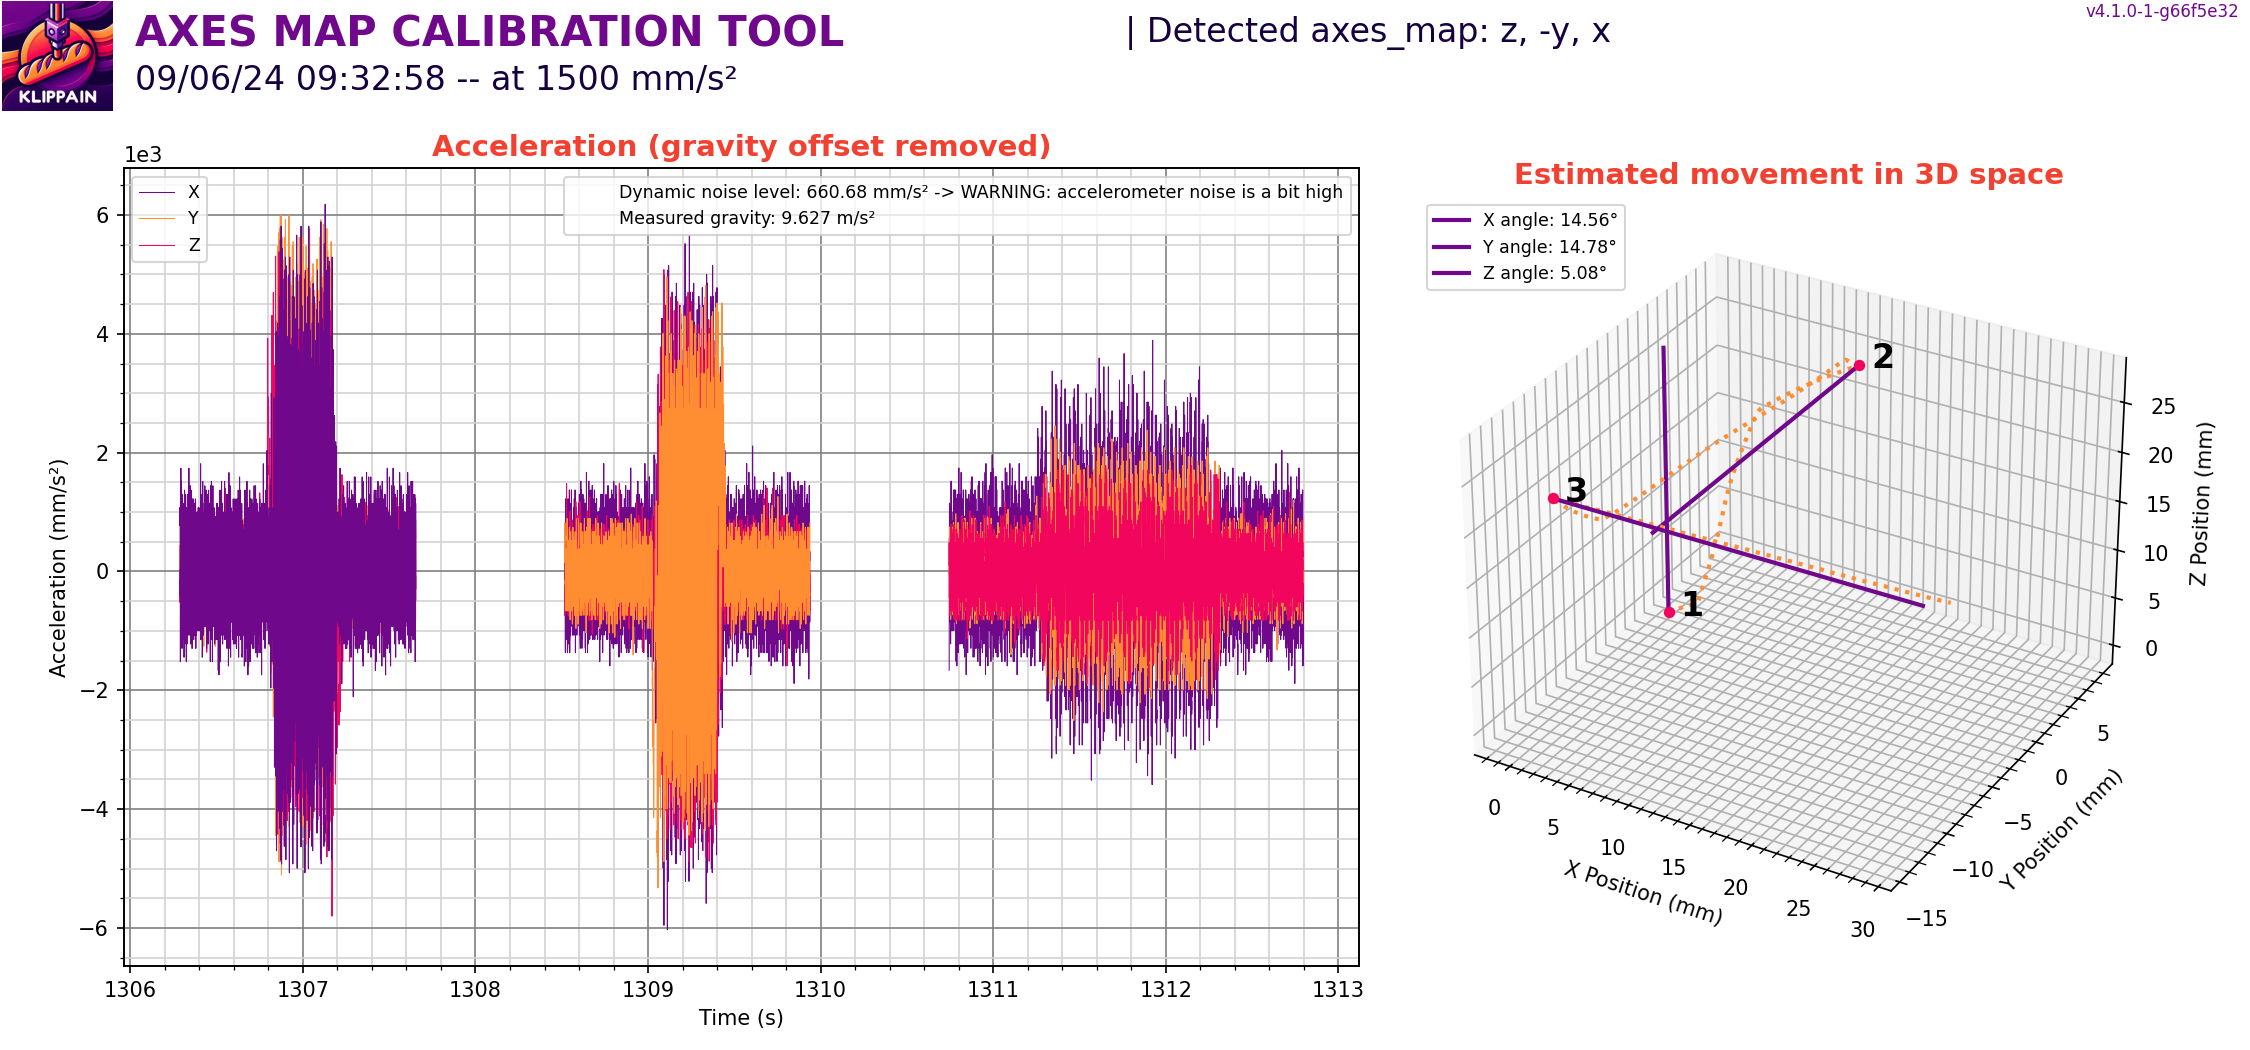 KLIPPAIN
AXES MAP CALIBRATION TOOL
09/06/24 09:32:58 -- at 1500 mm/s²
| Detected axes_map: z, -y, x
v4.1.0-1-g66f5e32
Acceleration (gravity offset removed)
1e3
X
Y
Z
Dynamic noise level: 660.68 mm/s² -> WARNING: accelerometer noise is a bit high
Measured gravity: 9.627 m/s²
6
4
2
0
−2
−4
−6
Acceleration (mm/s²)
1306 1307 1308 1309 1310 1311 1312 1313
Time (s)
Estimated movement in 3D space
X angle: 14.56°
Y angle: 14.78°
Z angle: 5.08°
2
3
1
25
20
15
10
5
0
Z Position (mm)
5
0
−5
−10
−15
Y Position (mm)
0
5
10
15
20
25
30
X Position (mm)